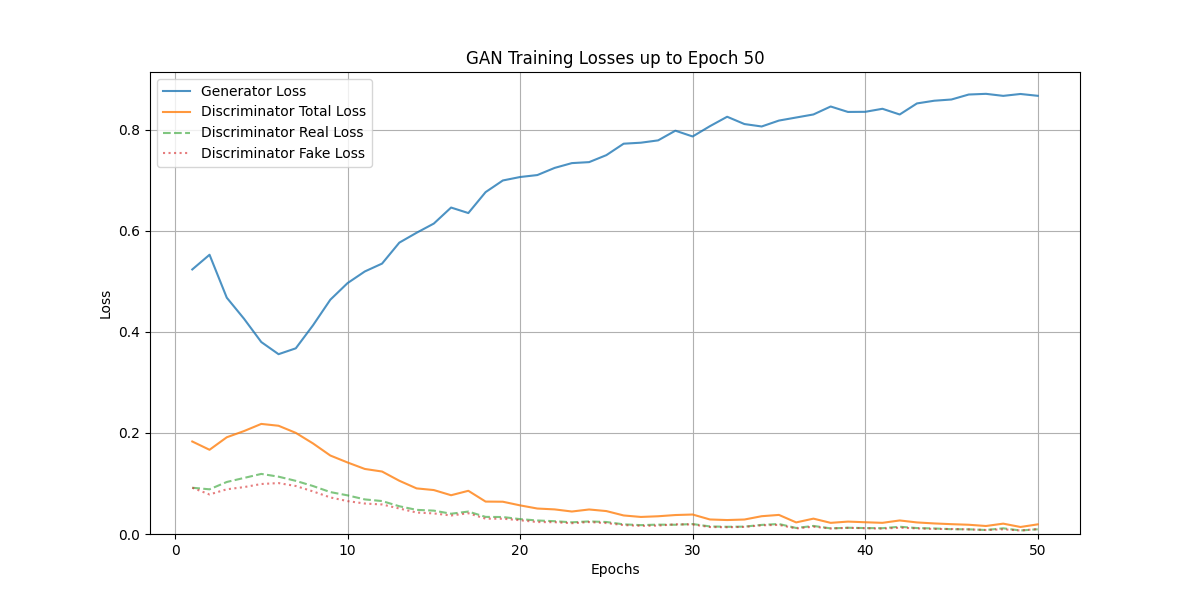 GAN Training Losses up to Epoch 50
Generator Loss
Discriminator Total Loss
Discriminator Real Loss
Discriminator Fake Loss
0.8
0.6
0.4
0.2
0.0
Loss
0 10 20 30 40 50
Epochs